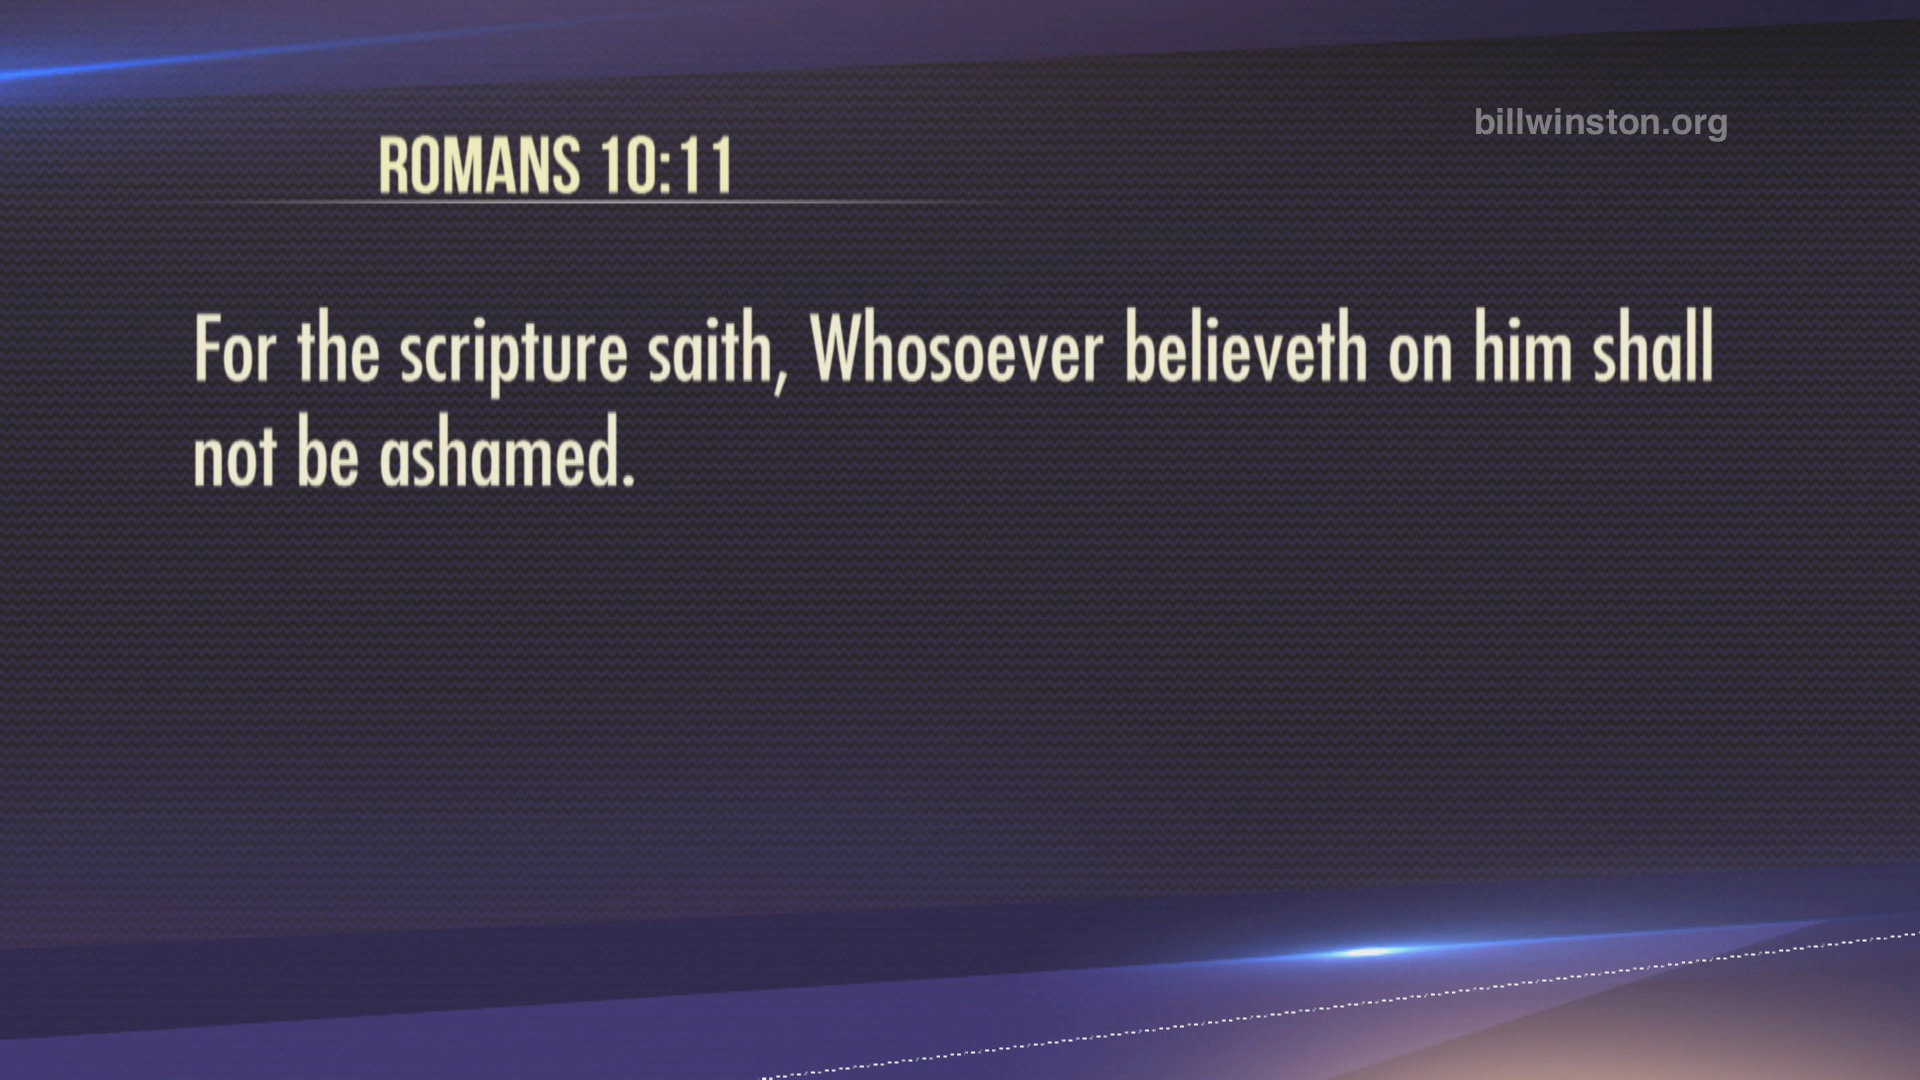 billwinston.org
ROMANS 10:11
For the scripture saith, Whosoever believeth on him shall
not be ashamed.